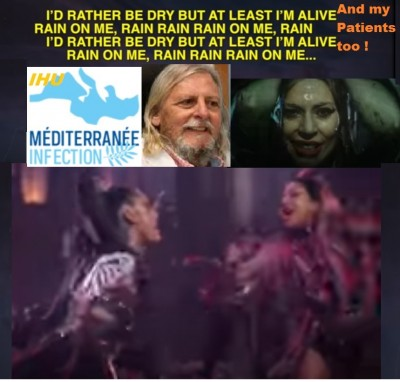 I'D RATHER BE DRY BUT AT LEAST I'M ALIVE
RAIN ON ME, RAIN RAIN RAIN ON ME, RAIN
I'D RATHER BE DRY BUT AT LEAST I'M ALIVE
RAIN ON ME, RAIN RAIN RAIN ON ME...
And my
Patients
too !
IHU
MÉDITERRANÉE
INFECTION